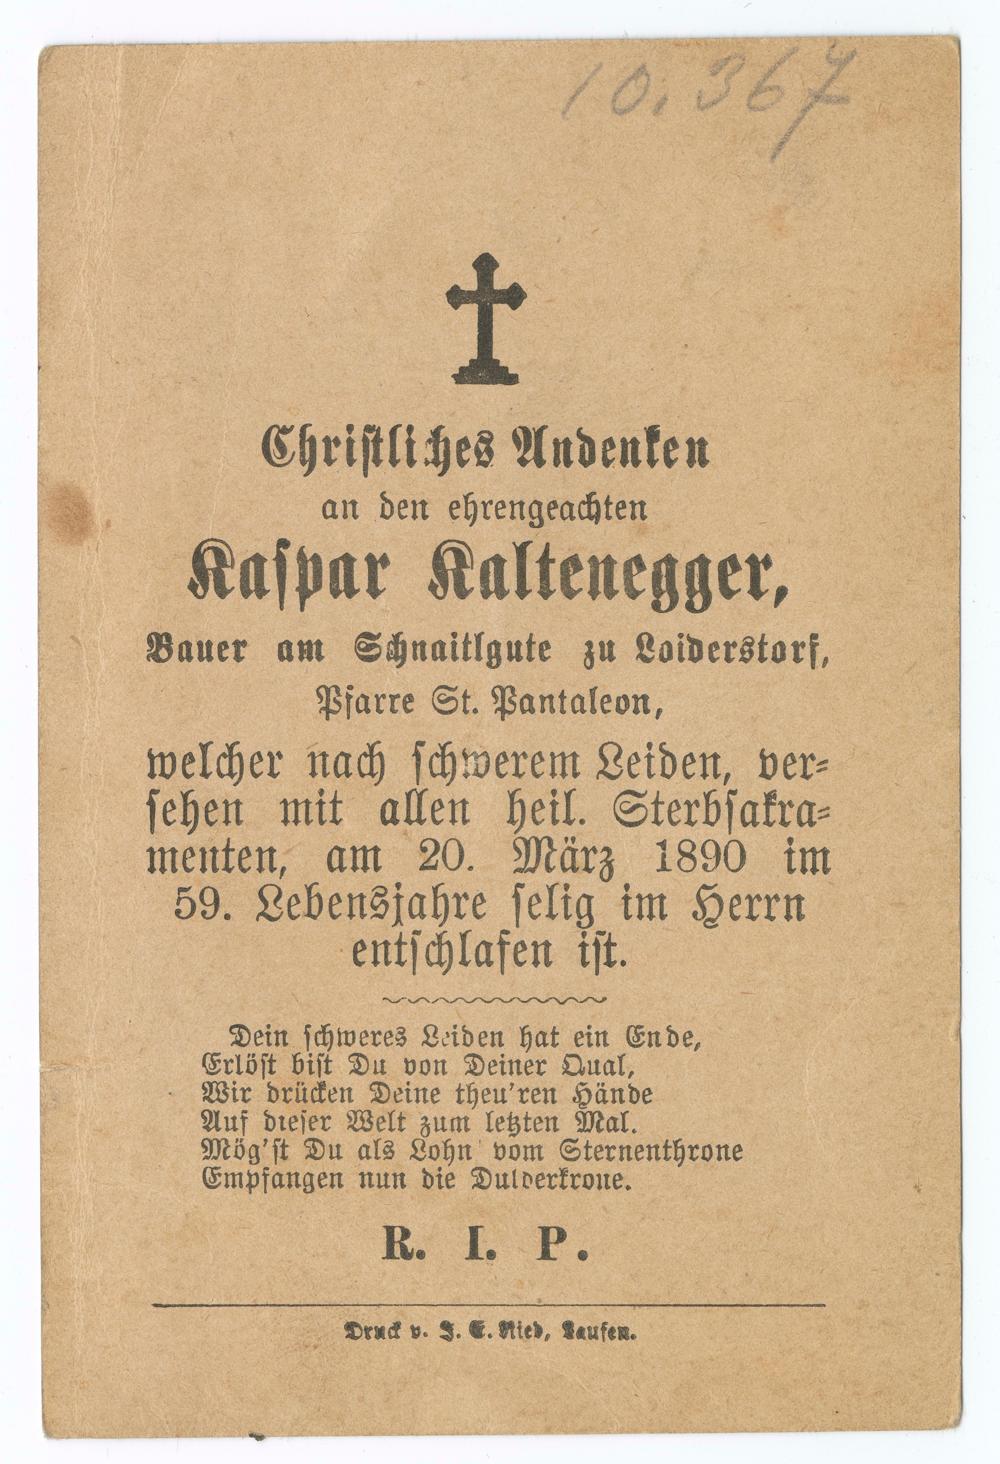 10.367
Christliches Andenken
an den ehrengeachten
Kaspar Kaltenegger,
Bauer am Schnaitlgute zu Loiderstorf,
Pfarre St. Pantaleon,
welcher nach schwerem Leiden, ver-
sehen mit allen heil. Sterbsakra-
menten, am 20. März 1890 im
59. Lebensjahre selig im Herrn
entschlafen ist.
Dein schweres Leiden hat ein Ende,
Erlöst bist Du von Deiner Qual,
Wir drücken Deine theu'ren Hände
Auf dieser Welt zum letzten Mal.
Mög'st Du als Lohn vom Sternenthrone
Empfangen nun die Dulderkrone.
R. I. P.
Druck v. J. E. Ried, Laufen.